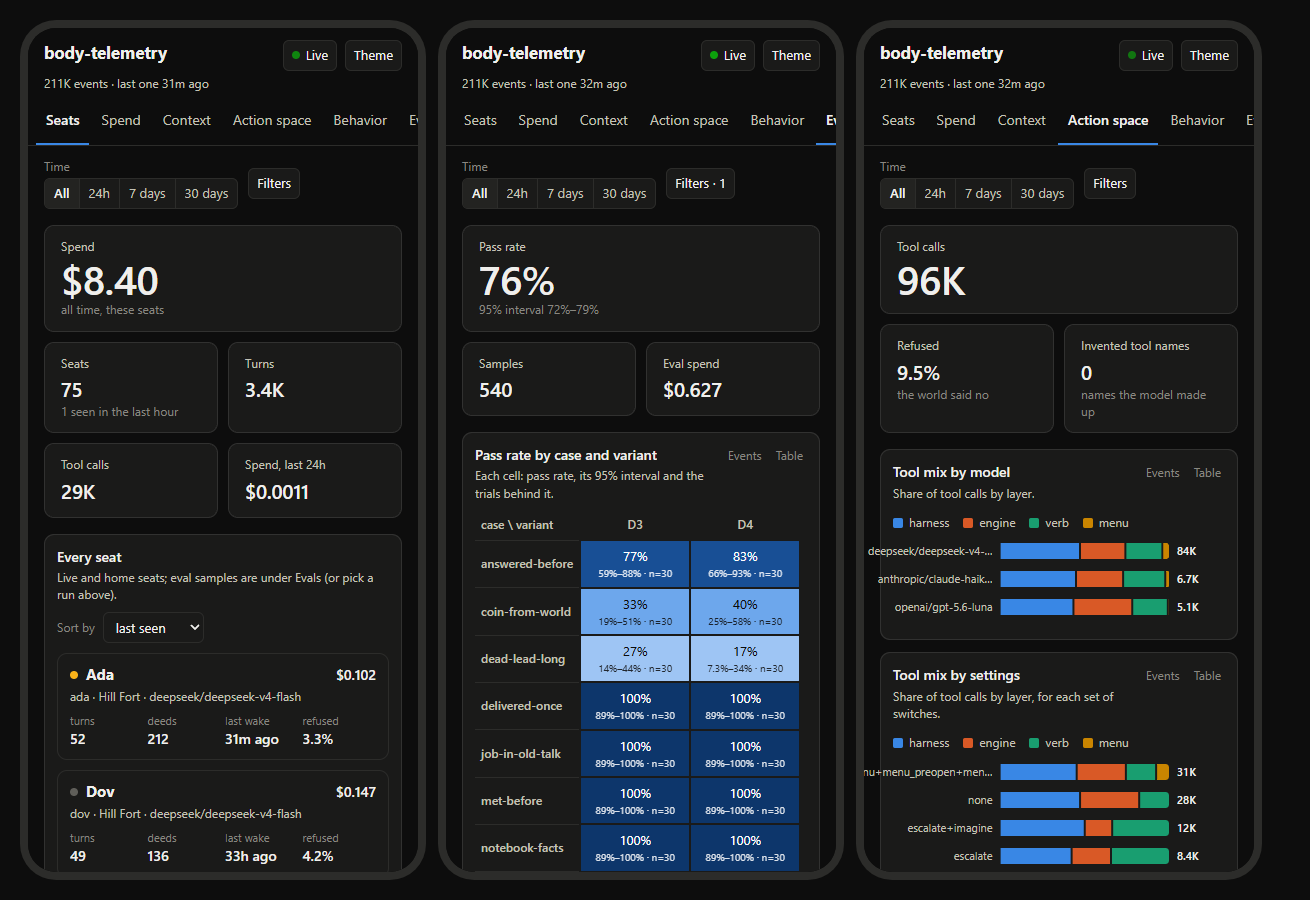 body-telemetry
Live
Theme
211K events · last one 31m ago
Seats Spend Context Action space Behavior
Time
All 24h 7 days 30 days
Filters
Spend
$8.40
all time, these seats
Seats
75
1 seen in the last hour
Turns
3.4K
Tool calls
29K
Spend, last 24h
$0.0011
Every seat
Live and home seats; eval samples are under Evals (or pick a
run above).
Sort by last seen
Ada $0.102
ada · Hill Fort · deepseek/deepseek-v4-flash
turns deeds last wake refused
52 212 31m ago 3.3%
Dov $0.147
dov · Hill Fort · deepseek/deepseek-v4-flash
turns deeds last wake refused
49 136 33h ago 4.2%
body-telemetry
Live
Theme
211K events · last one 32m ago
Seats Spend Context Action space Behavior
Time
All 24h 7 days 30 days
Filters · 1
Pass rate
76%
95% interval 72%–79%
Samples
540
Eval spend
$0.627
Pass rate by case and variant Events Table
Each cell: pass rate, its 95% interval and the
trials behind it.
case \ variant D3 D4
answered-before 77% 83%
59%–88% · n=30 66%–93% · n=30
coin-from-world 33% 40%
19%–51% · n=30 25%–58% · n=30
dead-lead-long 27% 17%
14%–44% · n=30 7.3%–34% · n=30
delivered-once 100% 100%
89%–100% · n=30 89%–100% · n=30
job-in-old-talk 100% 100%
89%–100% · n=30 89%–100% · n=30
met-before 100% 100%
89%–100% · n=30 89%–100% · n=30
notebook-facts 100% 100%
89%–100% · n=30 89%–100% · n=30
body-telemetry
Live
Theme
211K events · last one 32m ago
Seats Spend Context Action space Behavior E
Time
All 24h 7 days 30 days
Filters
Tool calls
96K
Refused
9.5%
the world said no
Invented tool names
0
names the model made
up
Tool mix by model Events Table
Share of tool calls by layer.
harness engine verb menu
deepseek/deepseek-v4-... 84K
anthropic/claude-haik... 6.7K
openai/gpt-5.6-luna 5.1K
Tool mix by settings Events Table
Share of tool calls by layer, for each set of
switches.
harness engine verb menu
nu+menu_preopen+men... 31K
none 28K
escalate+imagine 12K
escalate 8.4K